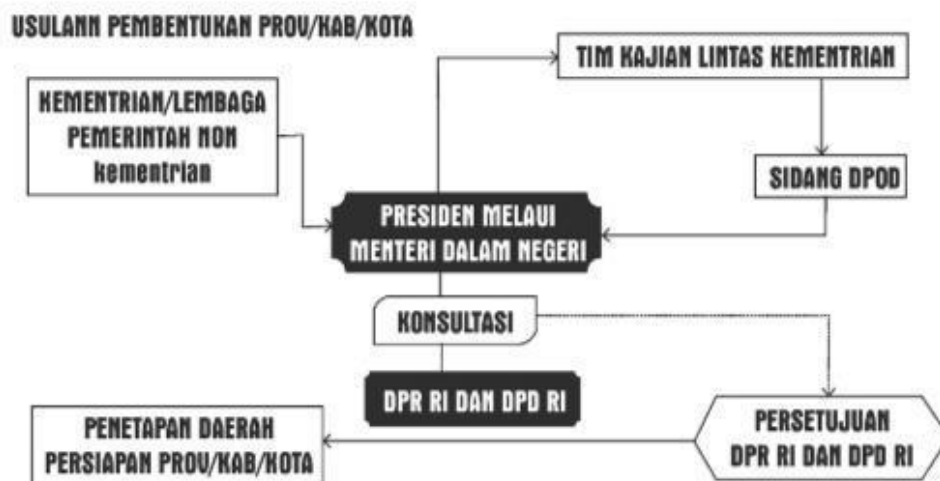 USULANN PEMBENTUKAN PROV/KAB/KOTA
TIM KAJIAN LINTAS KEMENTRIAN
KEMENTRIAN/LEMBAGA
PEMERINTAH NON
kementrian
SIDANG DPOD
PRESIDEN MELAUI
MENTERI DALAM NEGERI
KONSULTASI
DPR RI DAN DPD RI
PENETAPAN DAERAH
PERSIAPAN PROV/KAB/KOTA
PERSETUJUAN
DPR RI DAN DPD RI